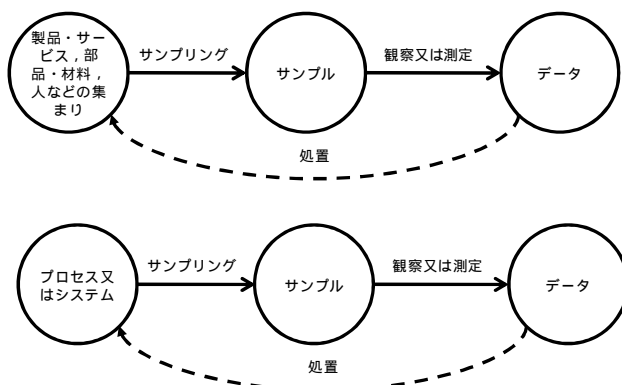 製品・サー
ビス，部
品・材料，
人などの集
まり
サンプリング
サンプル
観察又は測定
データ
処置
プロセス又
はシステム
サンプリング
サンプル
観察又は測定
データ
処置